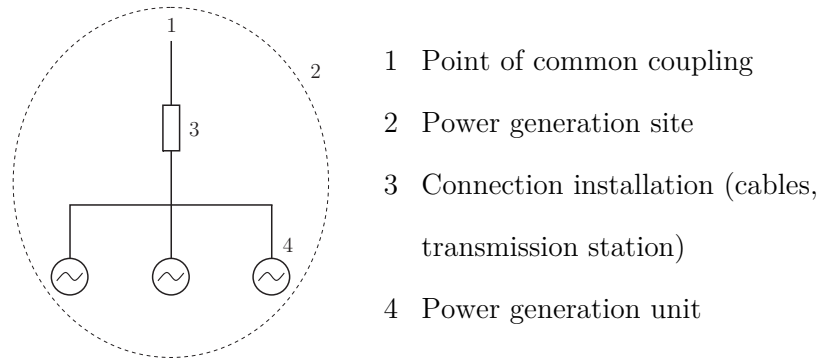 1
2
3
4
1 Point of common coupling
2 Power generation site
3 Connection installation (cables,
transmission station)
4 Power generation unit